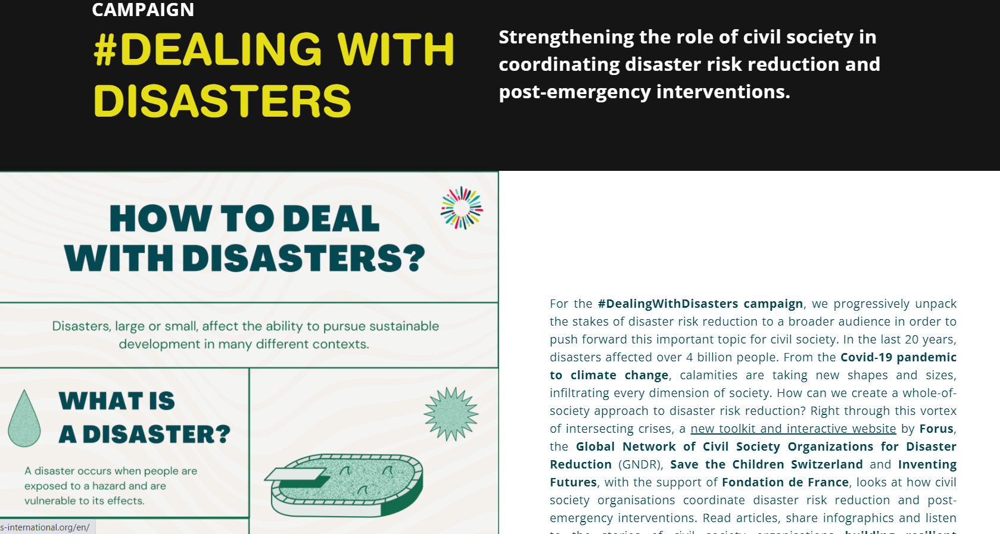 CAMPAIGN
#DEALING WITH
DISASTERS
Strengthening the role of civil society in
coordinating disaster risk reduction and
post-emergency interventions.
HOW TO DEAL
WITH DISASTERS?
Disasters, large or small, affect the ability to pursue sustainable
development in many different contexts.
WHAT IS
A DISASTER?
A disaster occurs when people are
exposed to a hazard and are
vulnerable to its effects.
s-international.org/en/
For the #DealingWithDisasters campaign, we progressively unpack
the stakes of disaster risk reduction to a broader audience in order to
push forward this important topic for civil society. In the last 20 years,
disasters affected over 4 billion people. From the Covid-19 pandemic
to climate change, calamities are taking new shapes and sizes,
infiltrating every dimension of society. How can we create a whole-of-
society approach to disaster risk reduction? Right through this vortex
of intersecting crises, a new toolkit and interactive website by Forus,
the Global Network of Civil Society Organizations for Disaster
Reduction (GNDR), Save the Children Switzerland and Inventing
Futures, with the support of Fondation de France, looks at how civil
society organisations coordinate disaster risk reduction and post-
emergency interventions. Read articles, share infographics and listen
to the stories of civil society organisations building resilient